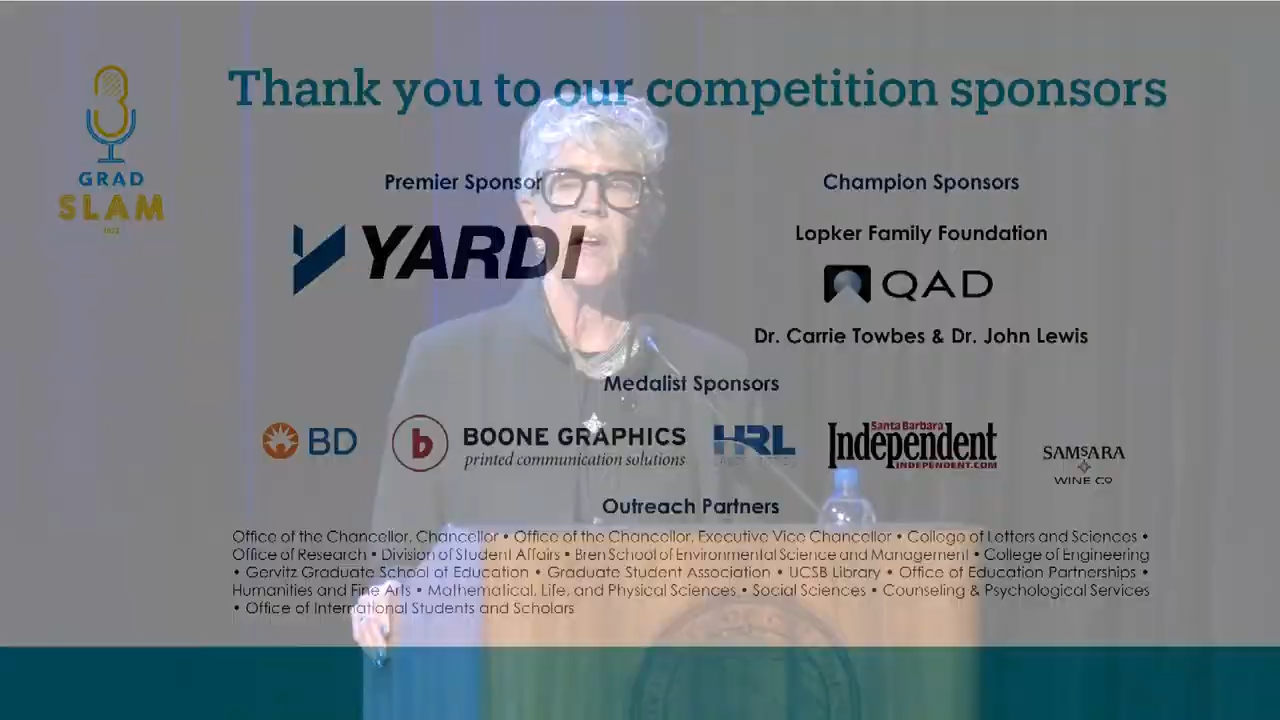 Thank you to our competition sponsors
GRAD
SLAM
Premier Sponsor
Champion Sponsors
YARDI
Lopker Family Foundation
QAD
Dr. Carrie Towbes & Dr. John Lewis
Medalist Sponsors
BD
b BOONE GRAPHICS
printed communication solutions
HRL
Santa Barbara
Independent
INDEPENDENT.COM
SAMSARA
WINE CO
Outreach Partners
Office of the Chancellor, Chancellor • Office of the Chancellor, Executive Vice Chancellor • College of Letters and Sciences •
Office of Research • Division of Student Affairs • Bren School of Environmental Science and Management • College of Engineering
• Gervitz Graduate School of Education • Graduate Student Association • UCSB Library • Office of Education Partnerships •
Humanities and Fine Arts • Mathematical, Life, and Physical Sciences • Social Sciences • Counseling & Psychological Services
• Office of International Students and Scholars